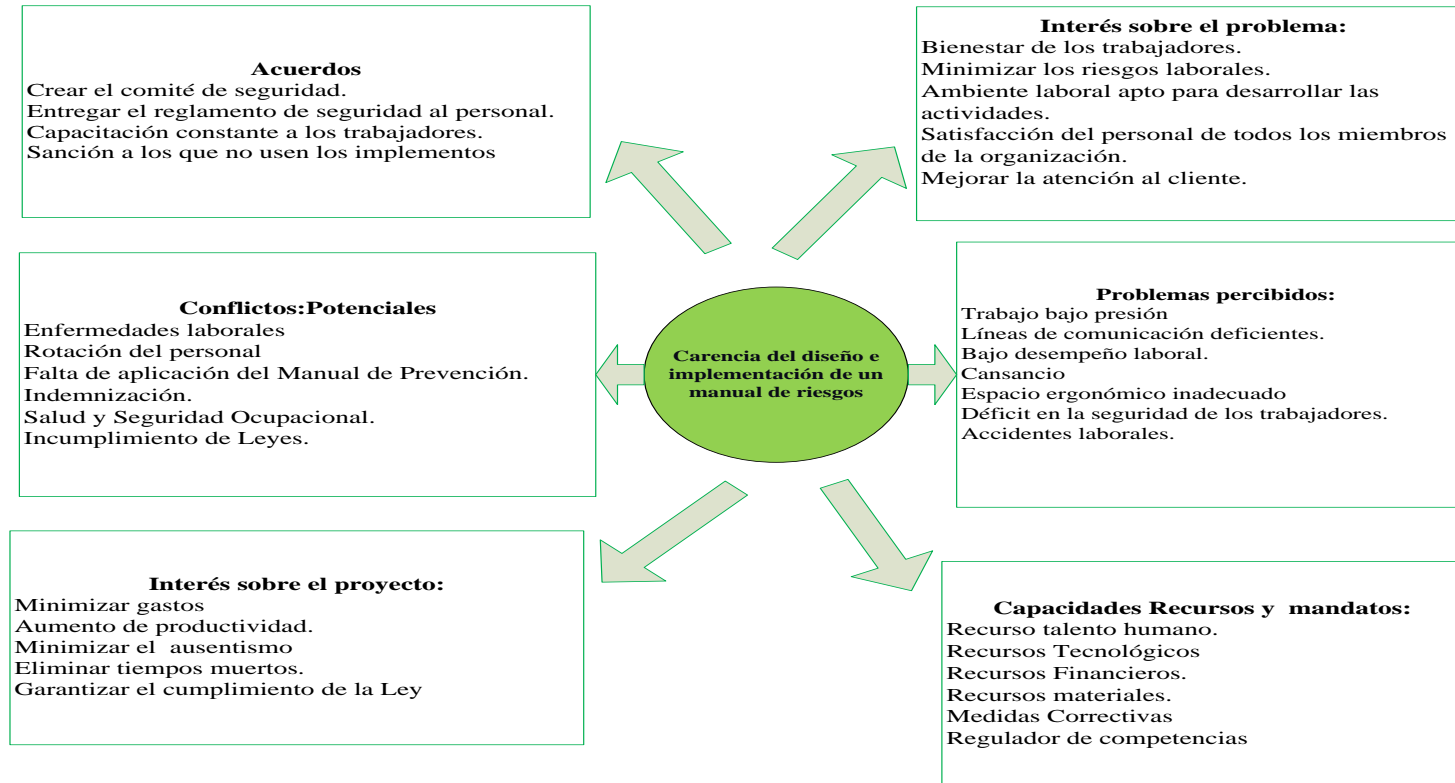 Acuerdos
Crear el comité de seguridad.
Entregar el reglamento de seguridad al personal.
Capacitación constante a los trabajadores.
Sanción a los que no usen los implementos
Interés sobre el problema:
Bienestar de los trabajadores.
Minimizar los riesgos laborales.
Ambiente laboral apto para desarrollar las
actividades.
Satisfacción del personal de todos los miembros
de la organización.
Mejorar la atención al cliente.
Conflictos:Potenciales
Enfermedades laborales
Rotación del personal
Falta de aplicación del Manual de Prevención.
Indemnización.
Salud y Seguridad Ocupacional.
Incumplimiento de Leyes.
Carencia del diseño e
implementación de un
manual de riesgos
Problemas percibidos:
Trabajo bajo presión
Líneas de comunicación deficientes.
Bajo desempeño laboral.
Cansancio
Espacio ergonómico inadecuado
Déficit en la seguridad de los trabajadores.
Accidentes laborales.
Interés sobre el proyecto:
Minimizar gastos
Aumento de productividad.
Minimizar el ausentismo
Eliminar tiempos muertos.
Garantizar el cumplimiento de la Ley
Capacidades Recursos y mandatos:
Recurso talento humano.
Recursos Tecnológicos
Recursos Financieros.
Recursos materiales.
Medidas Correctivas
Regulador de competencias